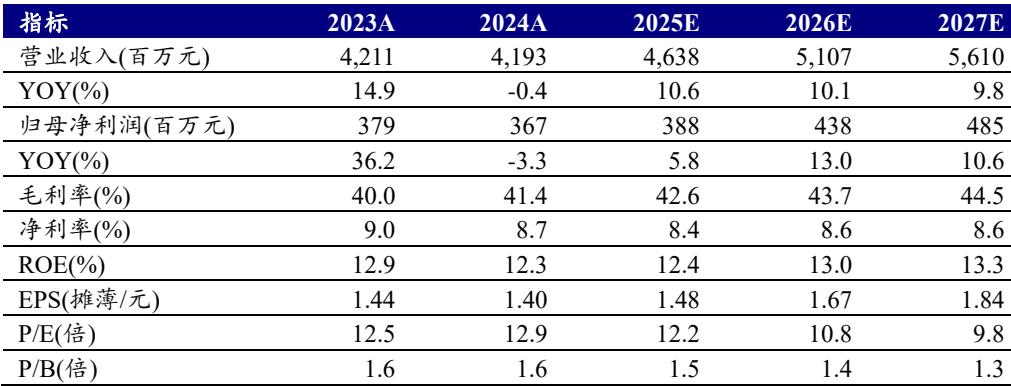 指标 2023A 2024A 2025E 2026E 2027E
营业收入(百万元) 4,211 4,193 4,638 5,107 5,610
YOY(%) 14.9 -0.4 10.6 10.1 9.8
归母净利润(百万元) 379 367 388 438 485
YOY(%) 36.2 -3.3 5.8 13.0 10.6
毛利率(%) 40.0 41.4 42.6 43.7 44.5
净利率(%) 9.0 8.7 8.4 8.6 8.6
ROE(%) 12.9 12.3 12.4 13.0 13.3
EPS(摊薄/元) 1.44 1.40 1.48 1.67 1.84
P/E(倍) 12.5 12.9 12.2 10.8 9.8
P/B(倍) 1.6 1.6 1.5 1.4 1.3